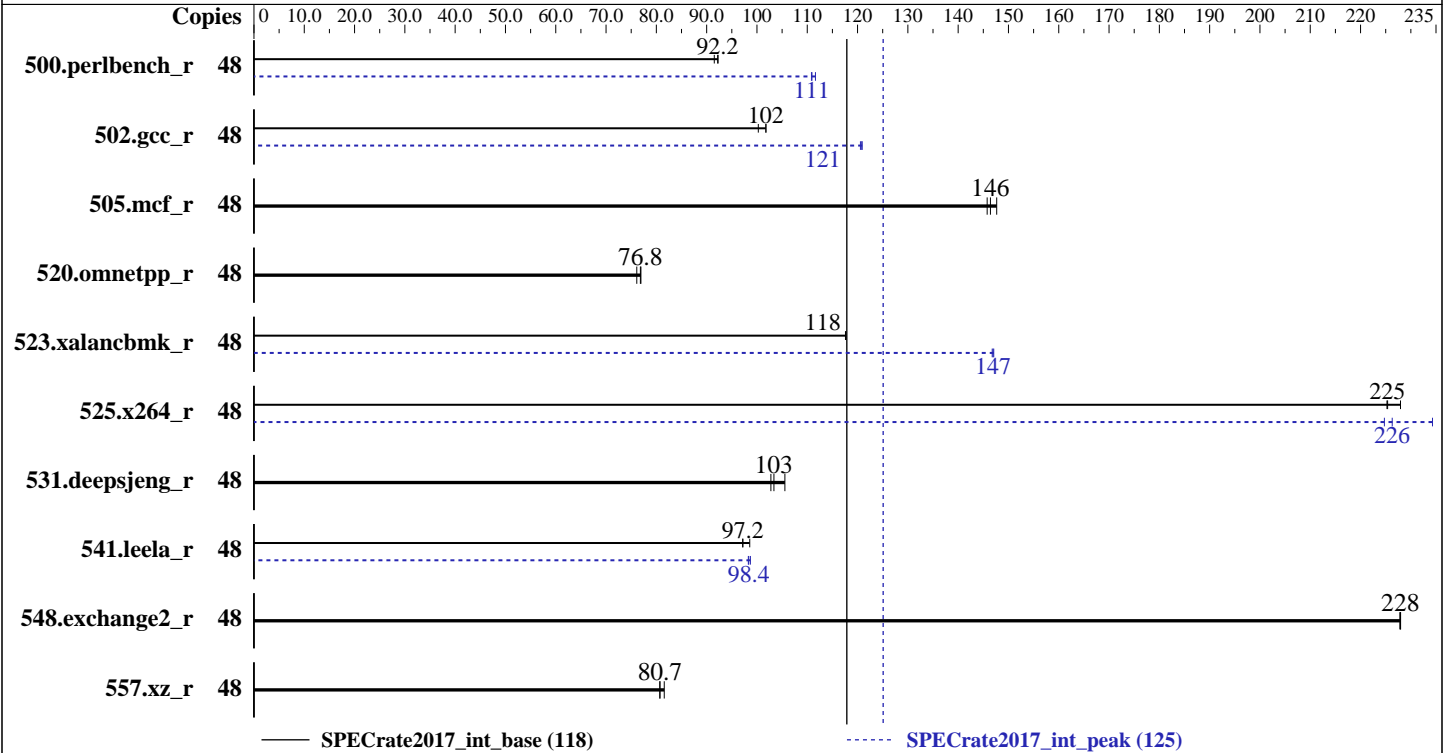 Copies 0 10.0 20.0 30.0 40.0 50.0 60.0 70.0 80.0 90.0 100 110 120 130 140 150 160 170 180 190 200 210 220 235
500.perlbench_r 48 92.2
111
502.gcc_r 48 102
121
505.mcf_r 48 146
520.omnetpp_r 48 76.8
523.xalancbmk_r 48 118
147
525.x264_r 48 225
226
531.deepsjeng_r 48 103
541.leela_r 48 97.2
98.4
548.exchange2_r 48 228
557.xz_r 48 80.7
SPECrate2017_int_base (118) SPECrate2017_int_peak (125)